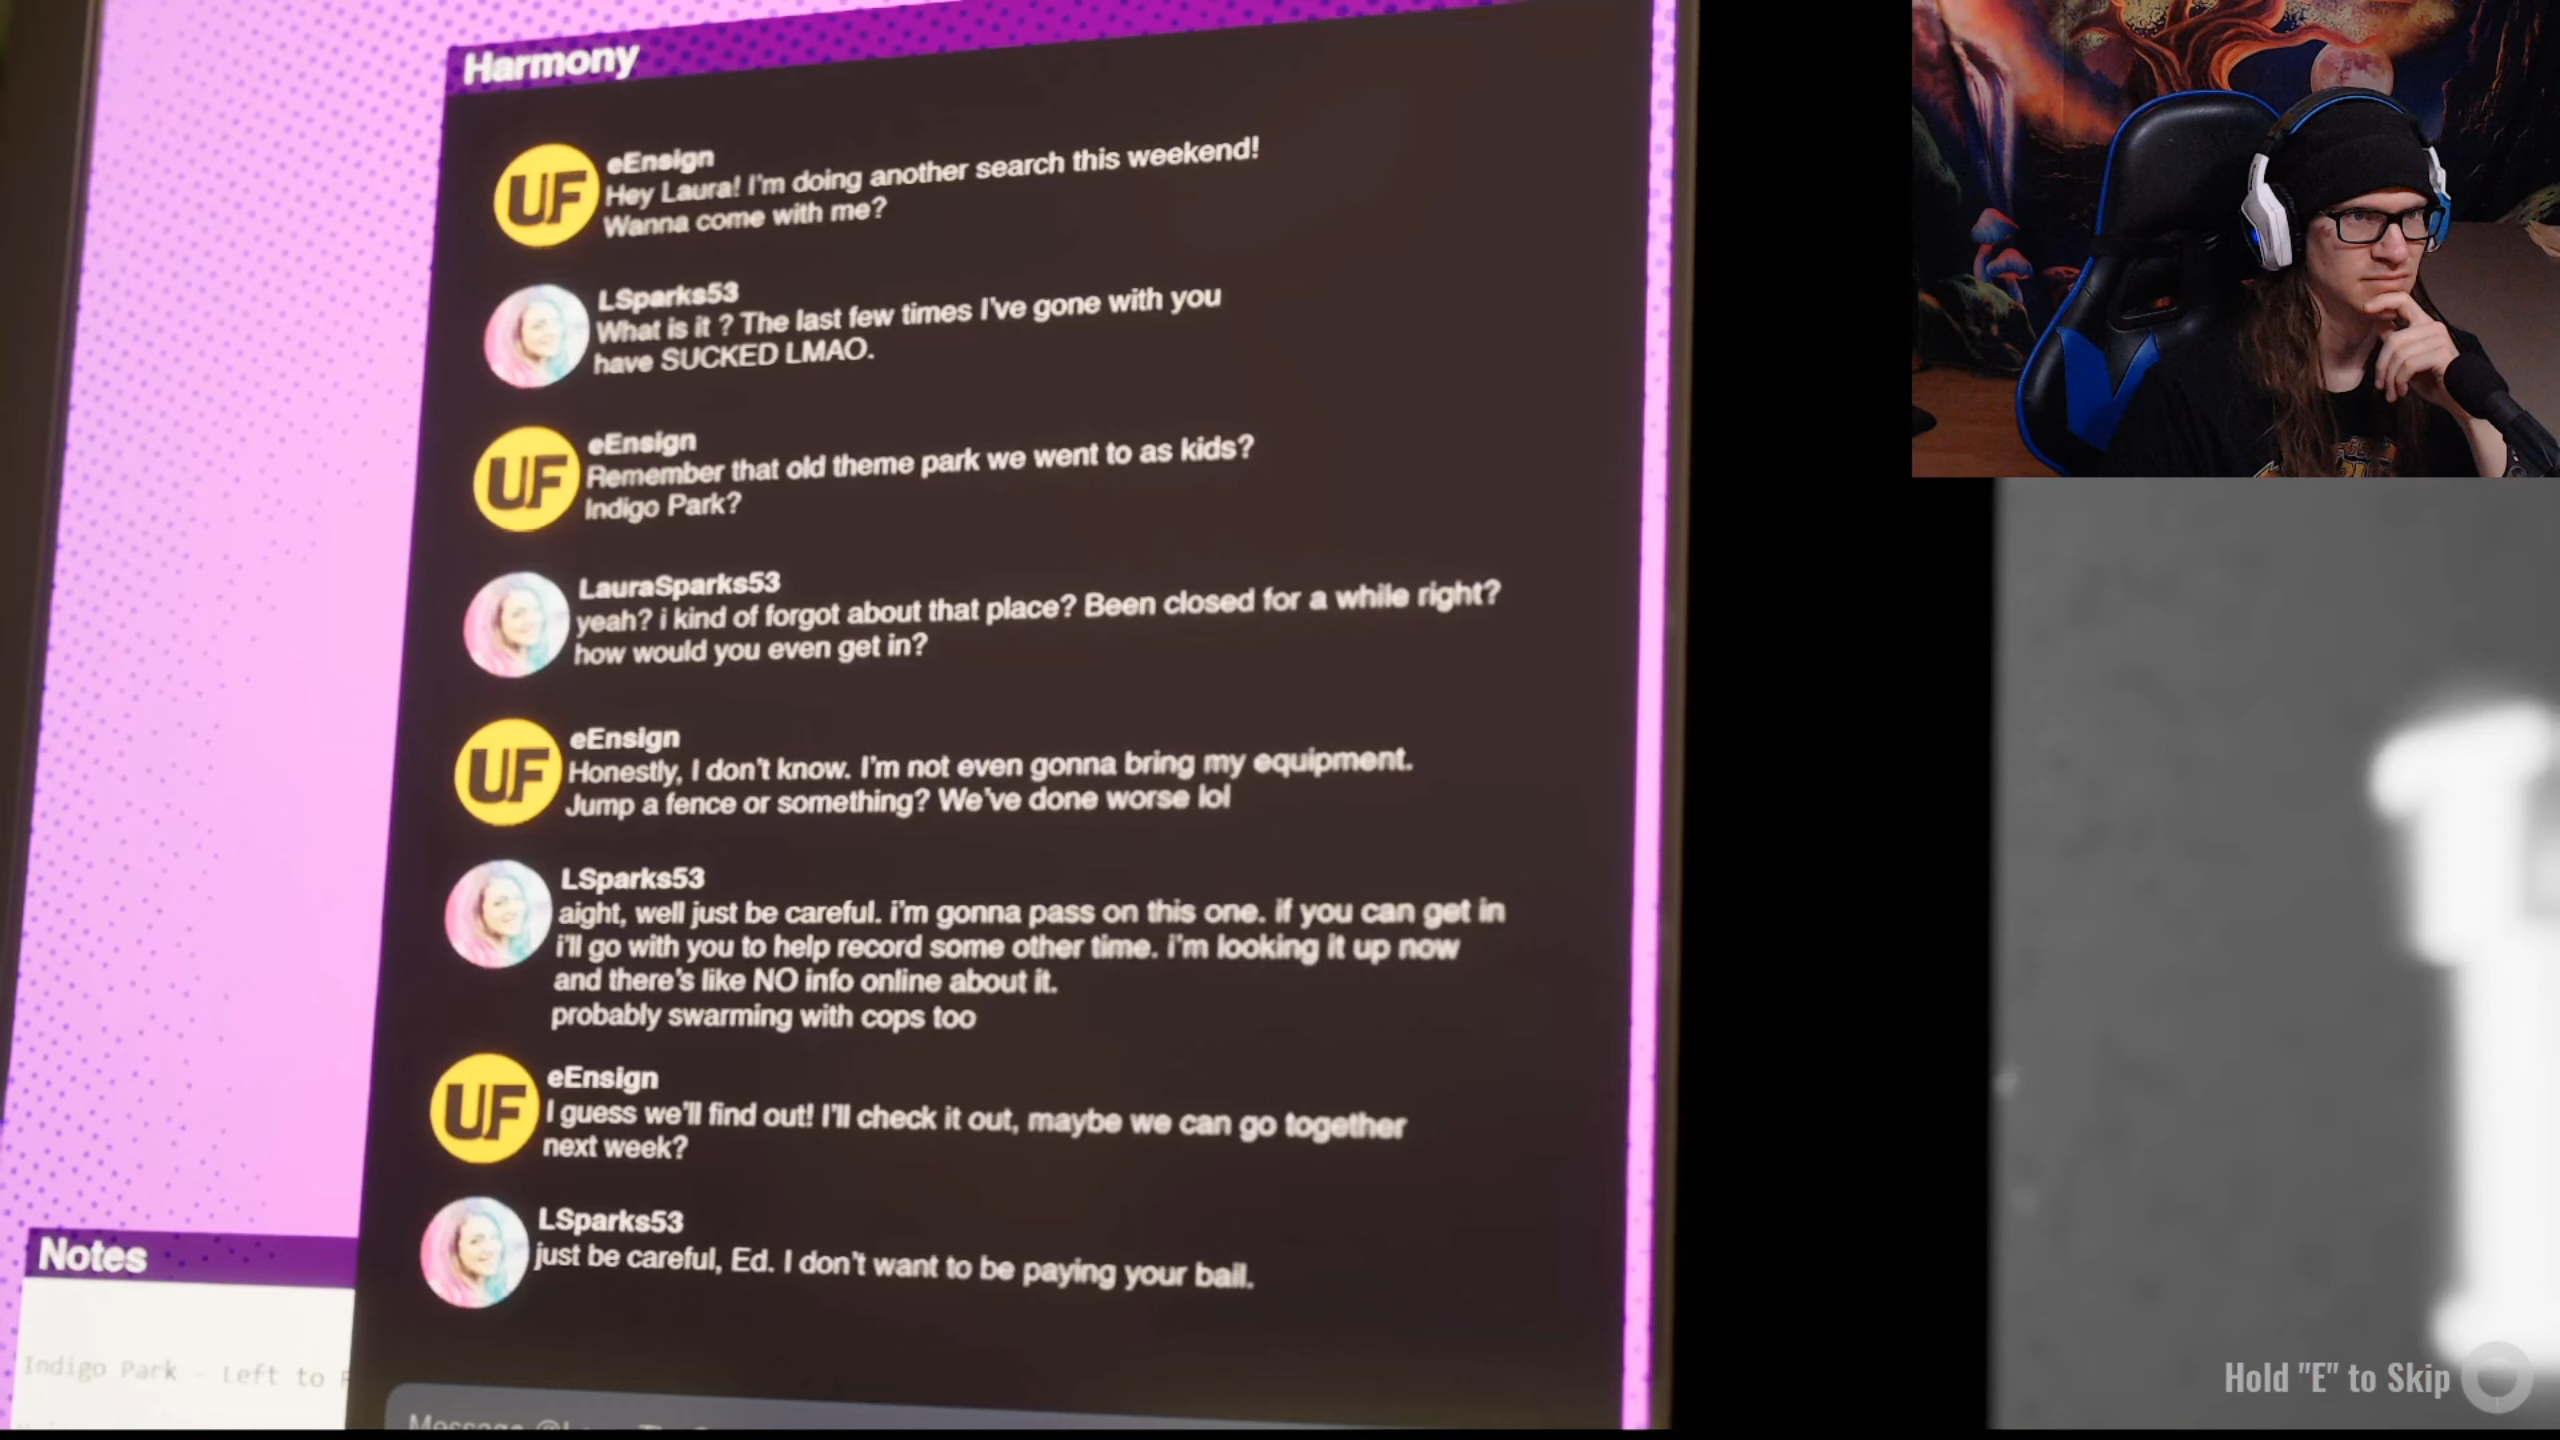 Harmony
UF
eEnsign
Hey Laura! I'm doing another search this weekend!
Wanna come with me?
LSparks53
What is it ? The last few times I've gone with you
have SUCKED LMAO.
UF
eEnsign
Remember that old theme park we went to as kids?
Indigo Park?
LauraSparks53
yeah? i kind of forgot about that place? Been closed for a while right?
how would you even get in?
UF
eEnsign
Honestly, I don't know. I'm not even gonna bring my equipment.
Jump a fence or something? We've done worse lol
LSparks53
aight, well just be careful. i'm gonna pass on this one. if you can get in
i'll go with you to help record some other time. i'm looking it up now
and there's like NO info online about it.
probably swarming with cops too
UF
eEnsign
I guess we'll find out! I'll check it out, maybe we can go together
next week?
LSparks53
just be careful, Ed. I don't want to be paying your bail.
Notes
Indigo Park - Left to
Message
Hold "E" to Skip